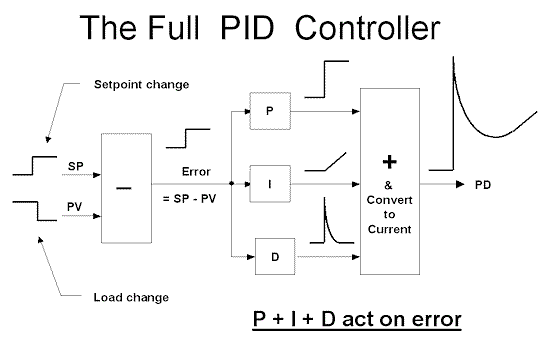 The Full PID Controller
Setpoint change
SP
PV
Load change
−
Error
= SP - PV
P
I
D
+
&
Convert
to
Current
PD
P + I + D act on error